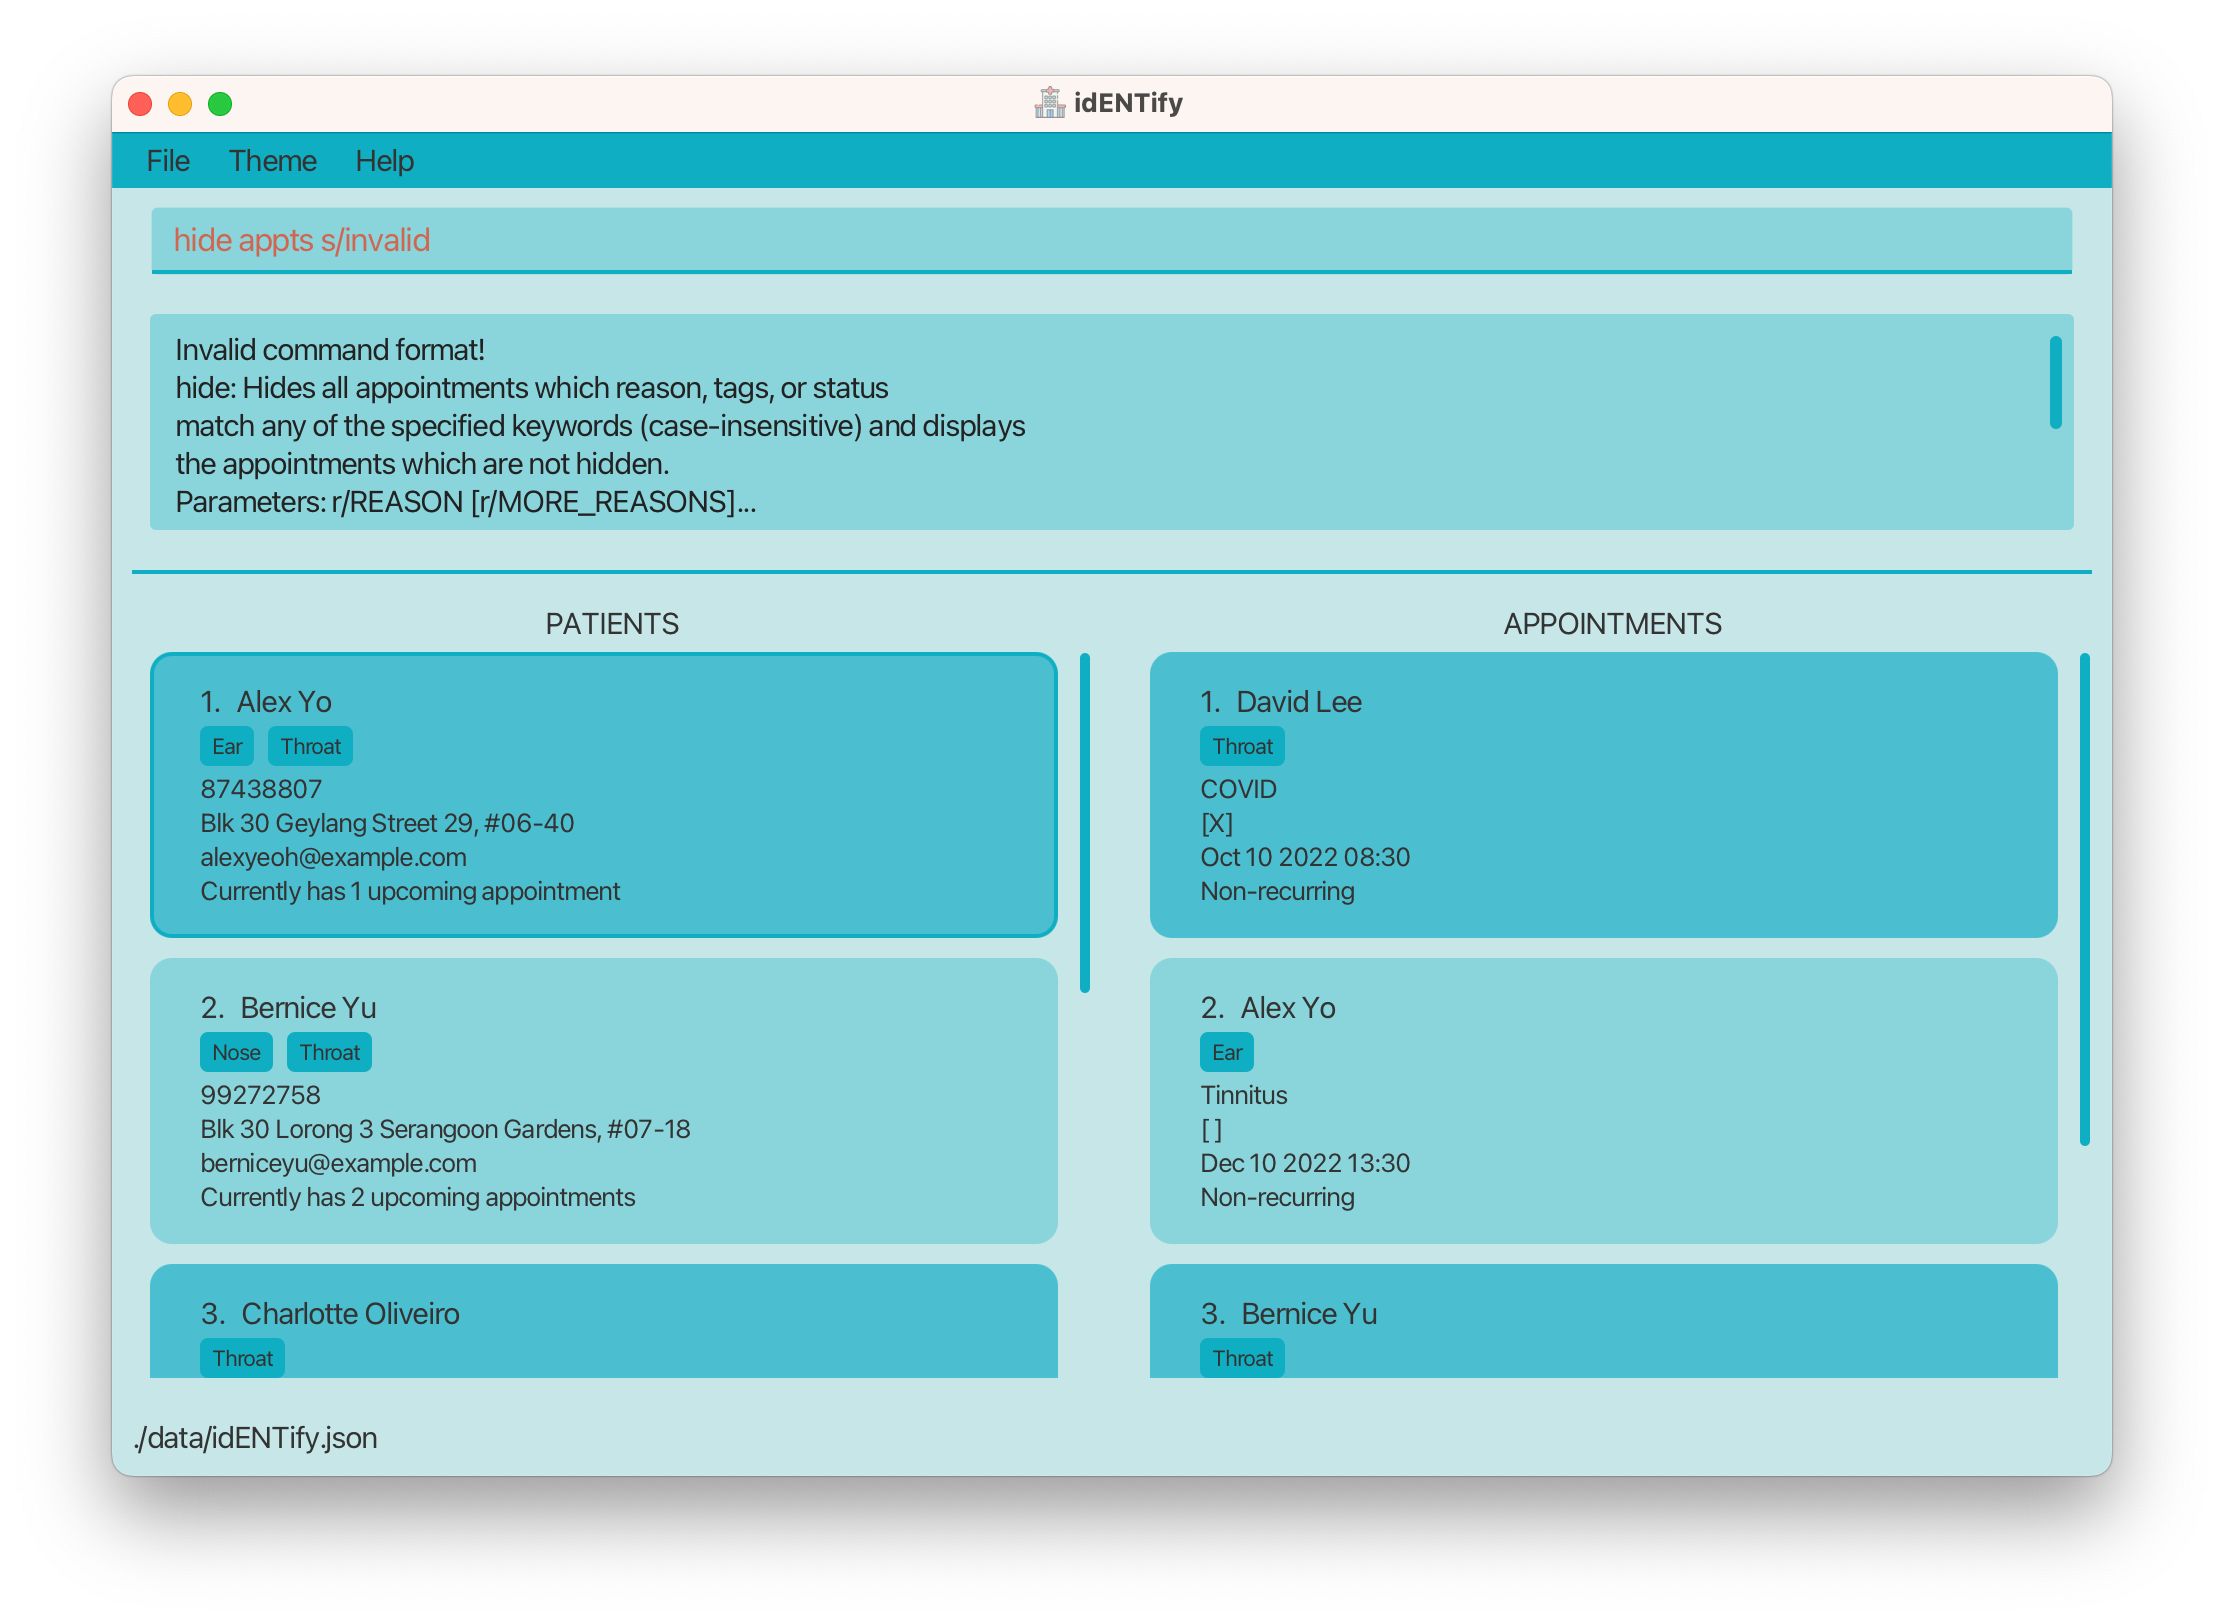 idENTify
File Theme Help
hide appts s/invalid
Invalid command format!
hide: Hides all appointments which reason, tags, or status
match any of the specified keywords (case-insensitive) and displays
the appointments which are not hidden.
Parameters: r/REASON [r/MORE_REASONS]...
PATIENTS
1. Alex Yo
Ear Throat
87438807
Blk 30 Geylang Street 29, #06-40
alexyeoh@example.com
Currently has 1 upcoming appointment
2. Bernice Yu
Nose Throat
99272758
Blk 30 Lorong 3 Serangoon Gardens, #07-18
berniceyu@example.com
Currently has 2 upcoming appointments
3. Charlotte Oliveiro
Throat
APPOINTMENTS
1. David Lee
Throat
COVID
[X]
Oct 10 2022 08:30
Non-recurring
2. Alex Yo
Ear
Tinnitus
[ ]
Dec 10 2022 13:30
Non-recurring
3. Bernice Yu
Throat
./data/idENTify.json